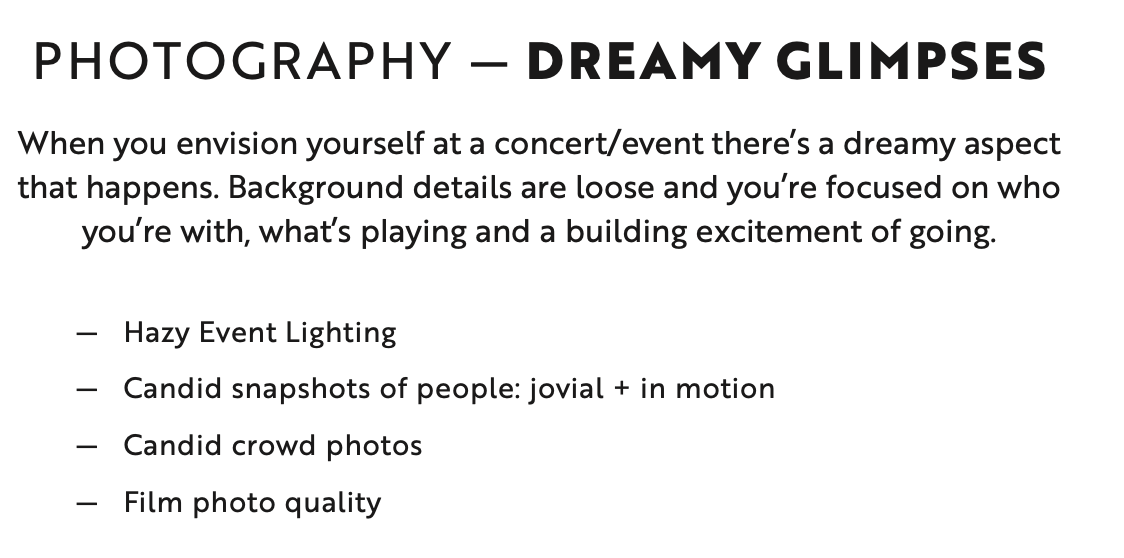 PHOTOGRAPHY — DREAMY GLIMPSES
When you envision yourself at a concert/event there's a dreamy aspect
that happens. Background details are loose and you're focused on who
you're with, what's playing and a building excitement of going.
— Hazy Event Lighting
— Candid snapshots of people: jovial + in motion
— Candid crowd photos
— Film photo quality